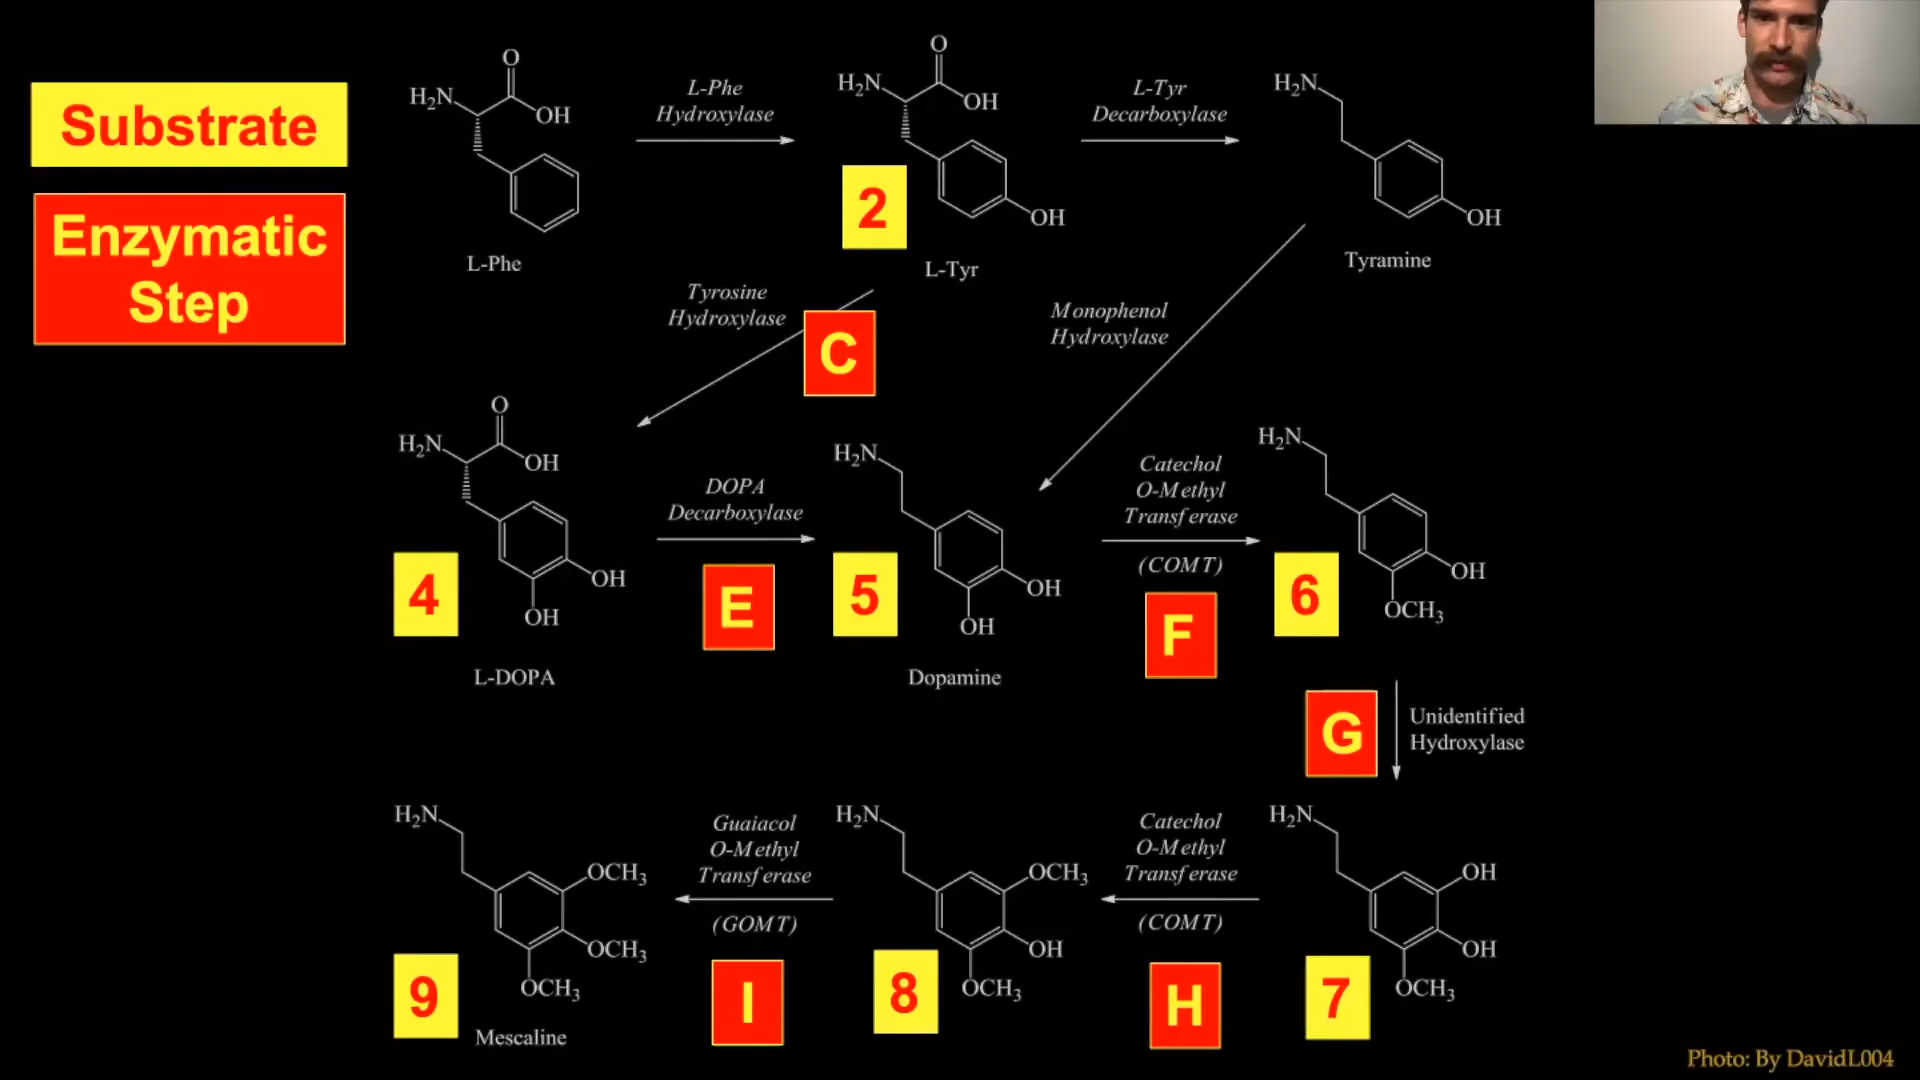 Substrate
Enzymatic
Step
O
H₂N
OH
L-Phe
L-Phe
Hydroxylase
O
H₂N
OH
2
OH
L-Tyr
L-Tyr
Decarboxylase
H₂N
OH
Tyramine
Tyrosine
Hydroxylase
C
Monophenol
Hydroxylase
O
H₂N
OH
4
OH
OH
L-DOPA
DOPA
Decarboxylase
E
H₂N
5
OH
OH
Dopamine
Catechol
O-Methyl
Transferase
(COMT)
F
H₂N
6
OH
OCH₃
G
Unidentified
Hydroxylase
H₂N
OCH₃
OCH₃
9
OCH₃
Mescaline
Guaiacol
O-Methyl
Transferase
(GOMT)
I
H₂N
OCH₃
OH
8
OCH₃
Catechol
O-Methyl
Transferase
(COMT)
H
H₂N
OH
OH
7
OCH₃
Photo: By DavidL004